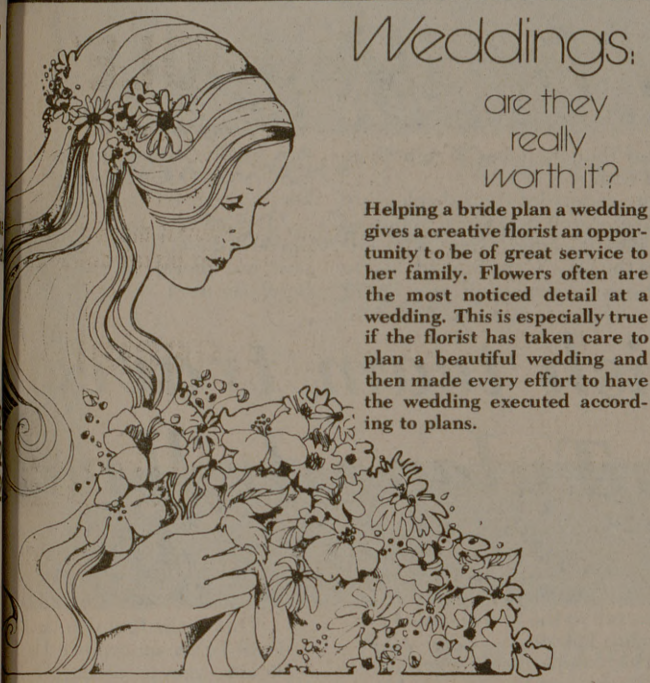 Weddings:
are they
really
worth it?
Helping a bride plan a wedding
gives a creative florist an oppor-
tunity to be of great service to
her family. Flowers often are
the most noticed detail at a
wedding. This is especially true
if the florist has taken care to
plan a beautiful wedding and
then made every effort to have
the wedding executed accord-
ing to plans.